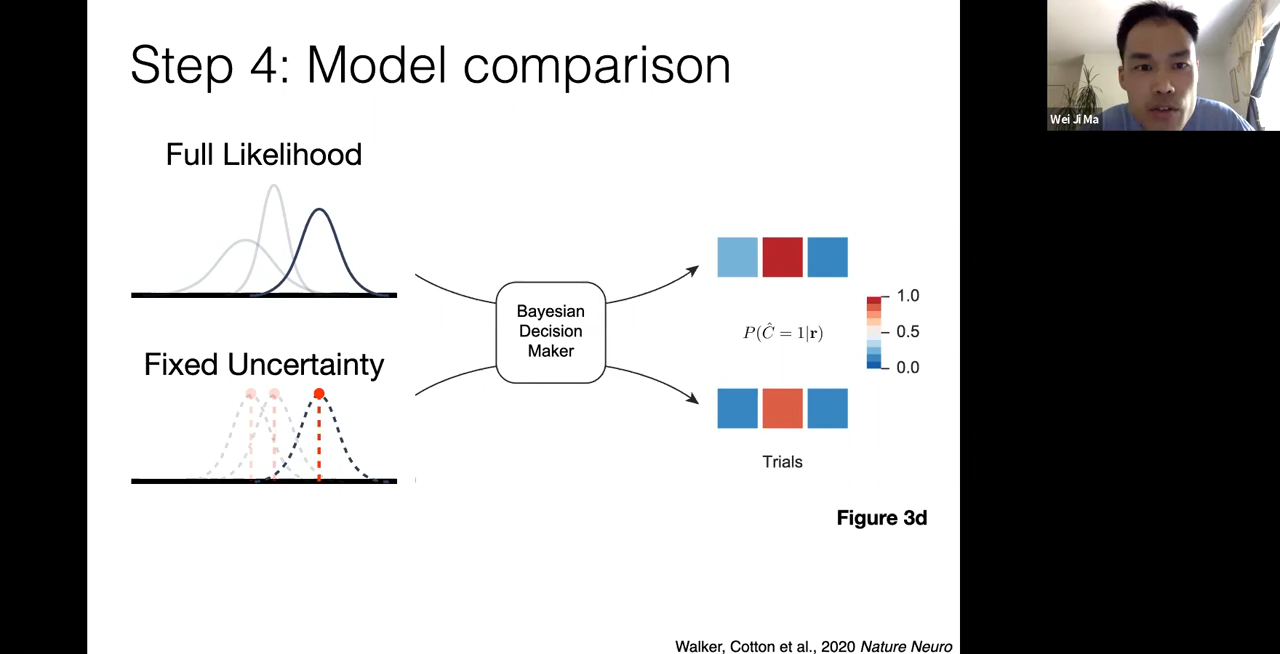 Step 4: Model comparison
Full Likelihood
Fixed Uncertainty
Bayesian
Decision
Maker
P(Ĉ = 1|r)
1.0
0.5
0.0
Trials
Figure 3d
Walker, Cotton et al., 2020 Nature Neuro
Wei Ji Ma